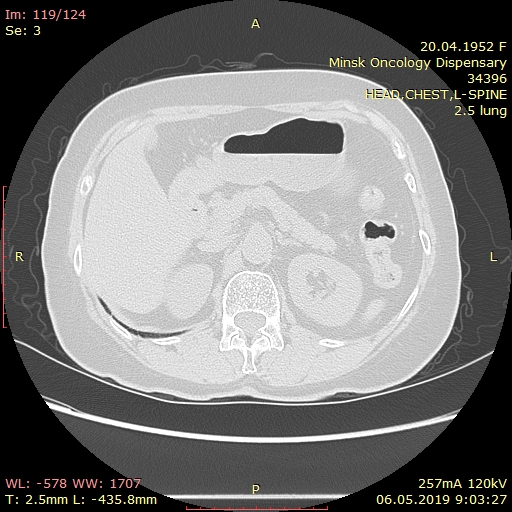 Im: 119/124
Se: 3
A
20.04.1952 F
Minsk Oncology Dispensary
34396
HEAD,CHEST,L-SPINE
2.5 lung
R
L
WL: -578 WW: 1707
T: 2.5mm L: -435.8mm
P
257mA 120kV
06.05.2019 9:03:27